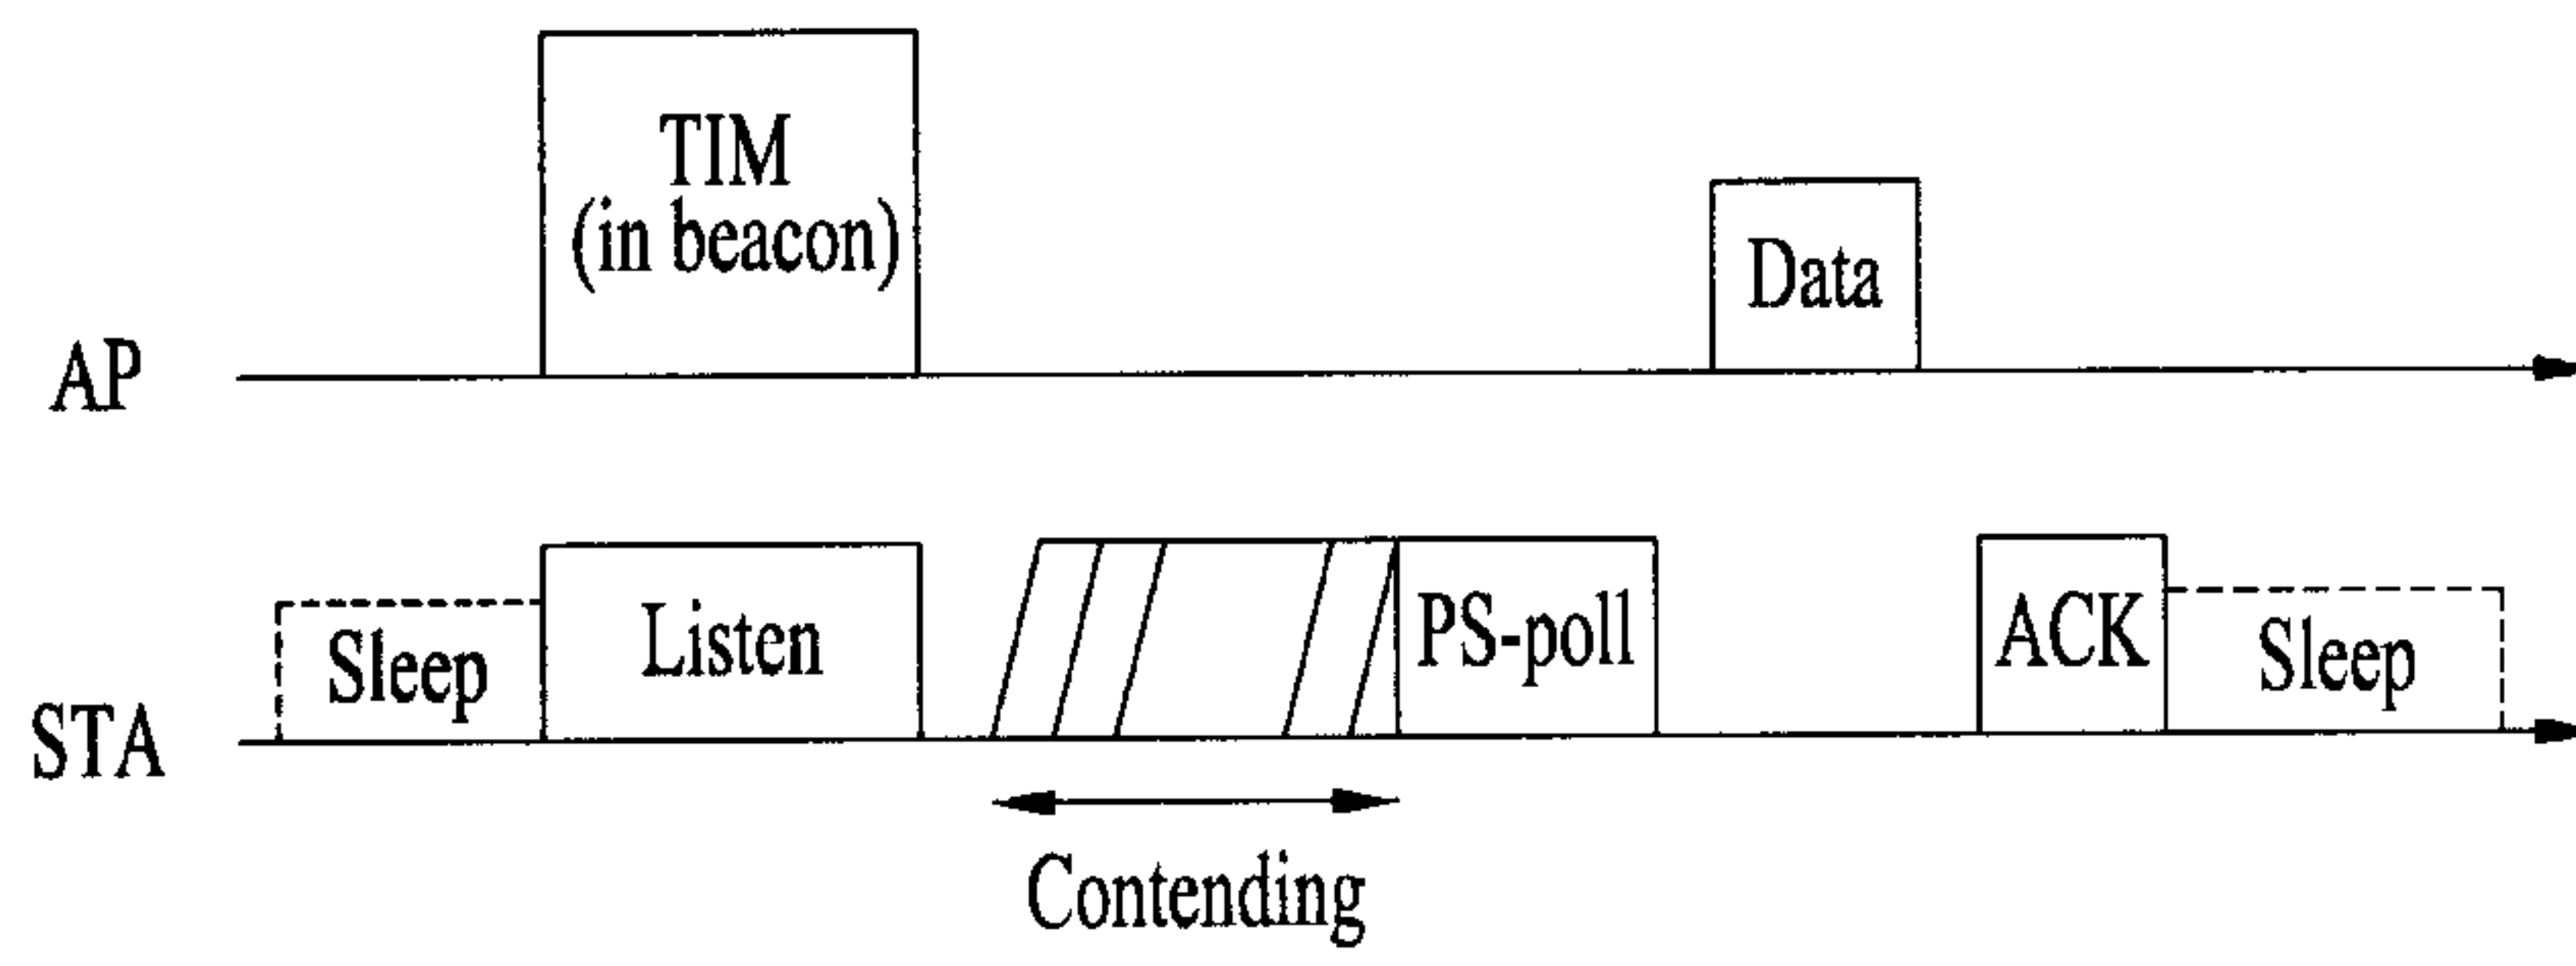 TIM
(in beacon)
Data
AP
Sleep
Listen
PS-poll
ACK
Sleep
STA
Contending